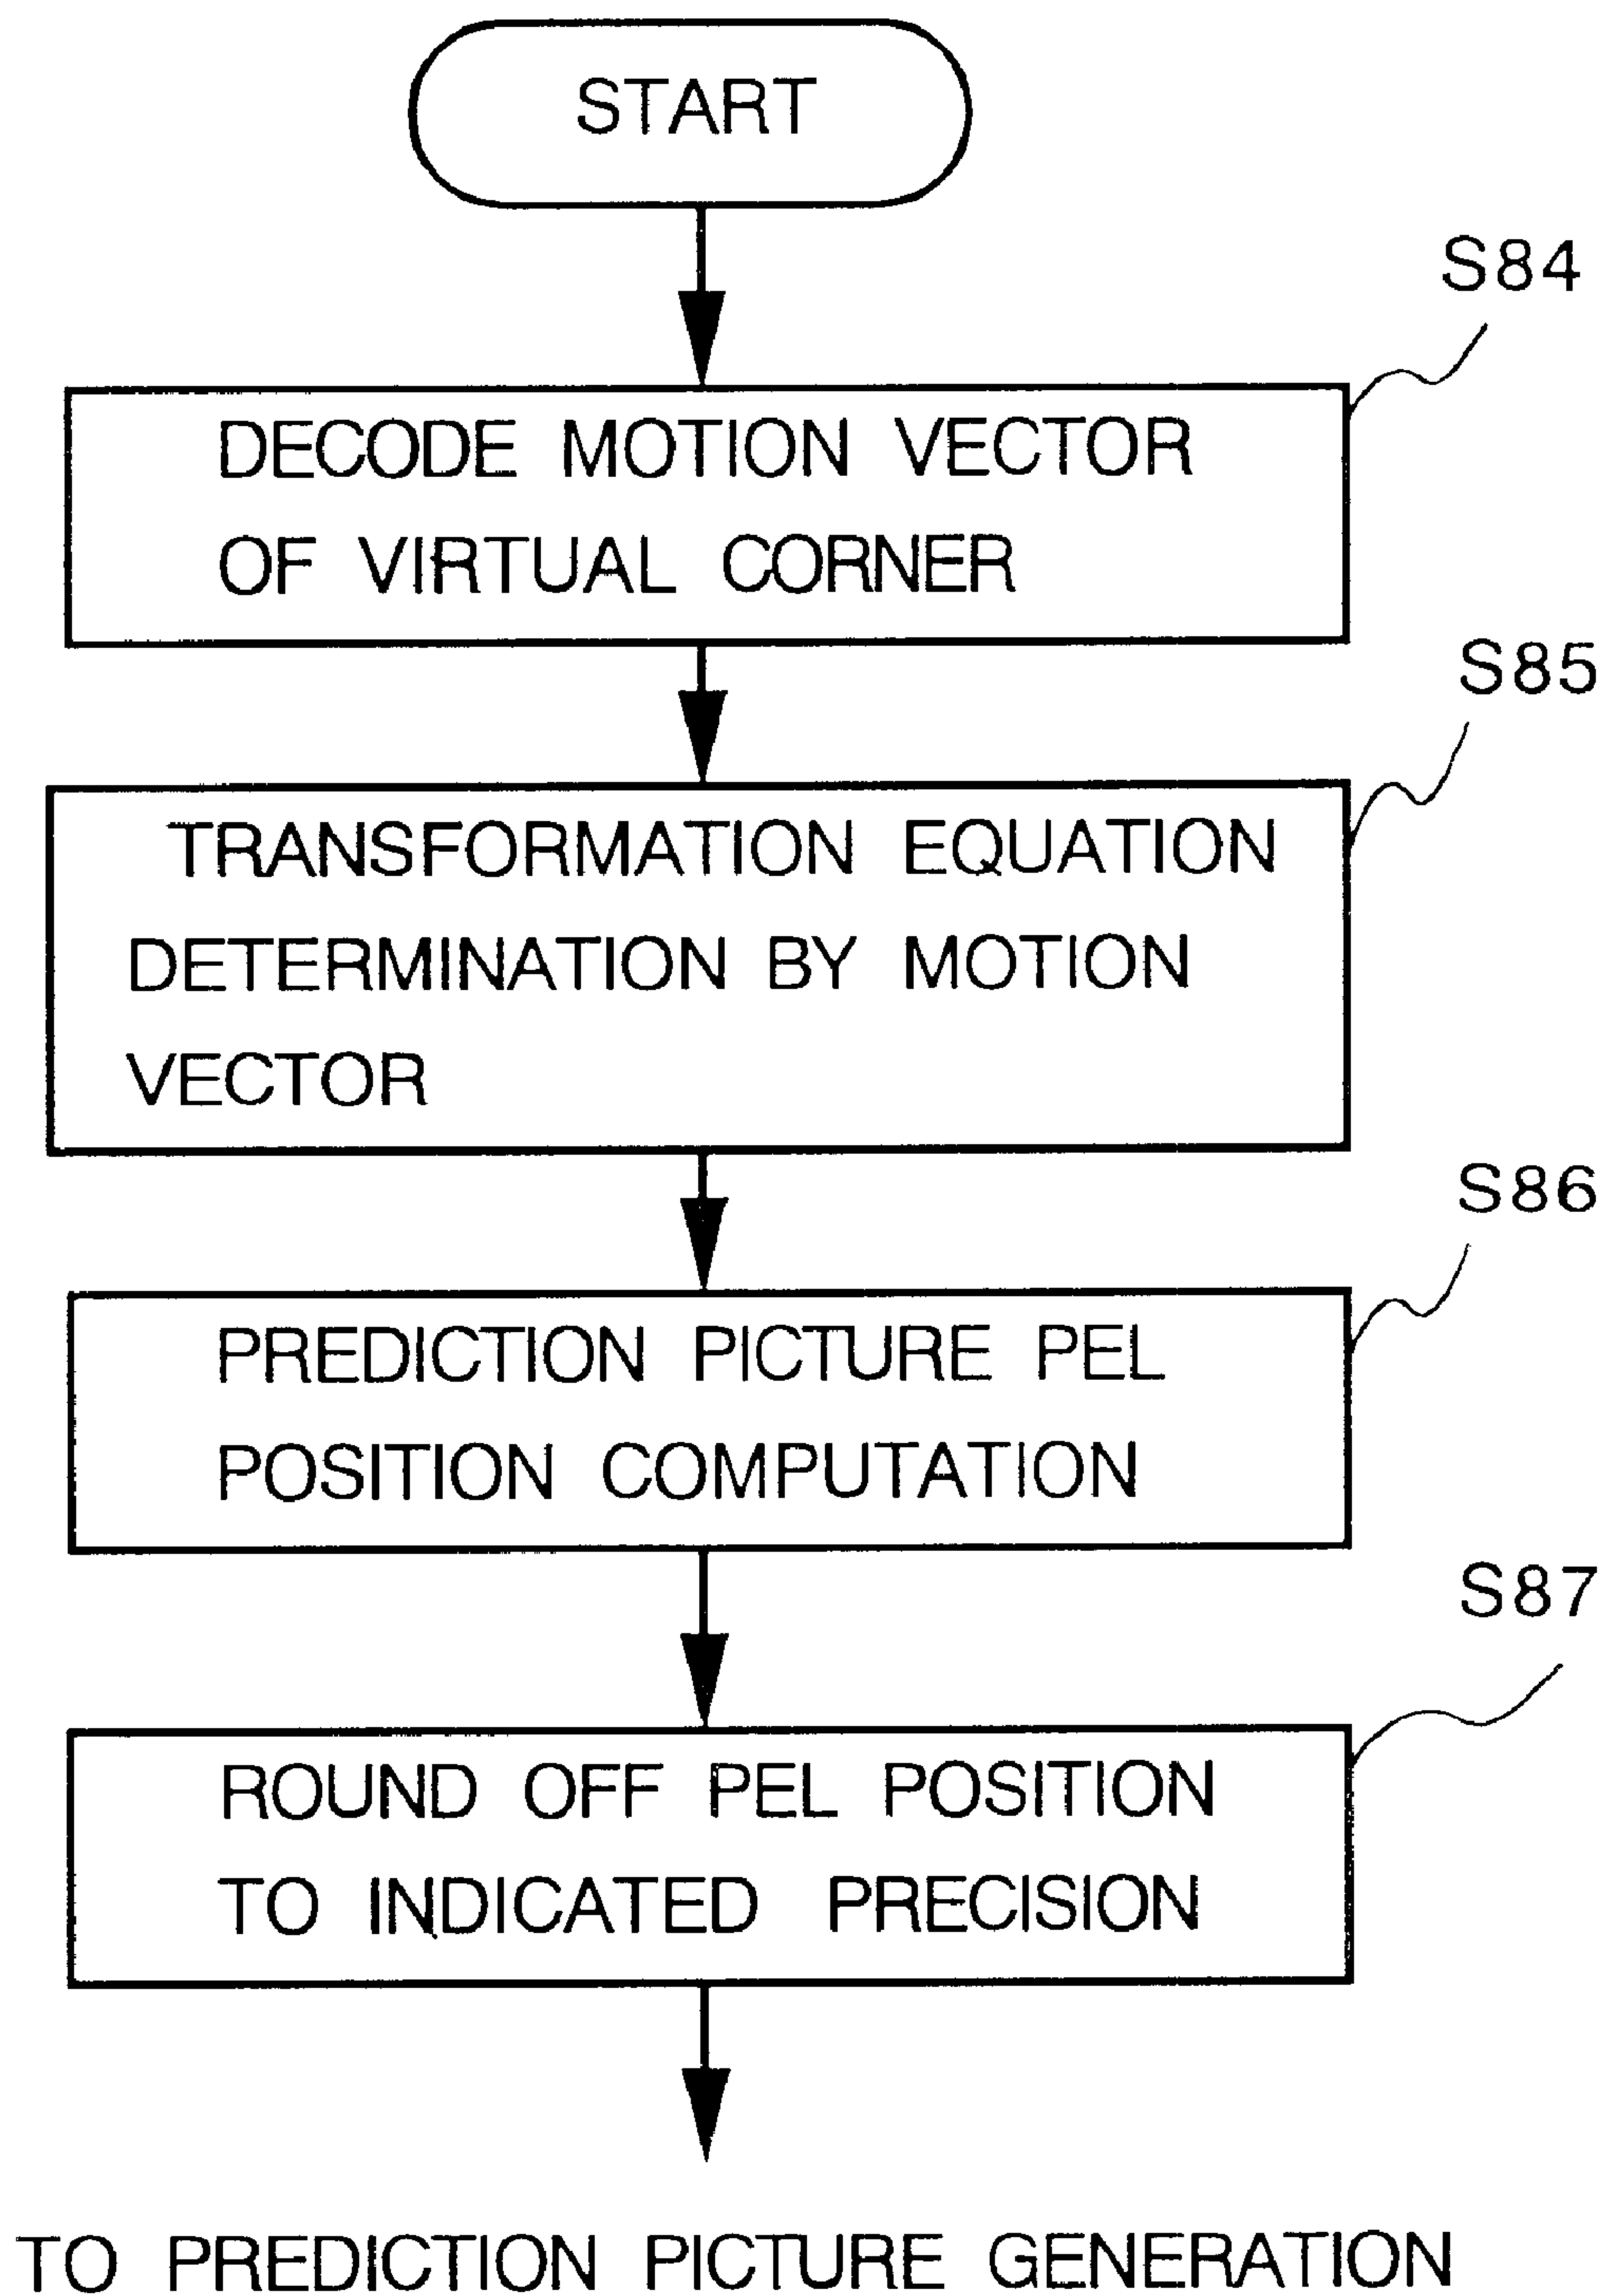 START
S84
DECODE MOTION VECTOR
OF VIRTUAL CORNER
S85
TRANSFORMATION EQUATION
DETERMINATION BY MOTION
VECTOR
S86
PREDICTION PICTURE PEL
POSITION COMPUTATION
S87
ROUND OFF PEL POSITION
TO INDICATED PRECISION
TO PREDICTION PICTURE GENERATION